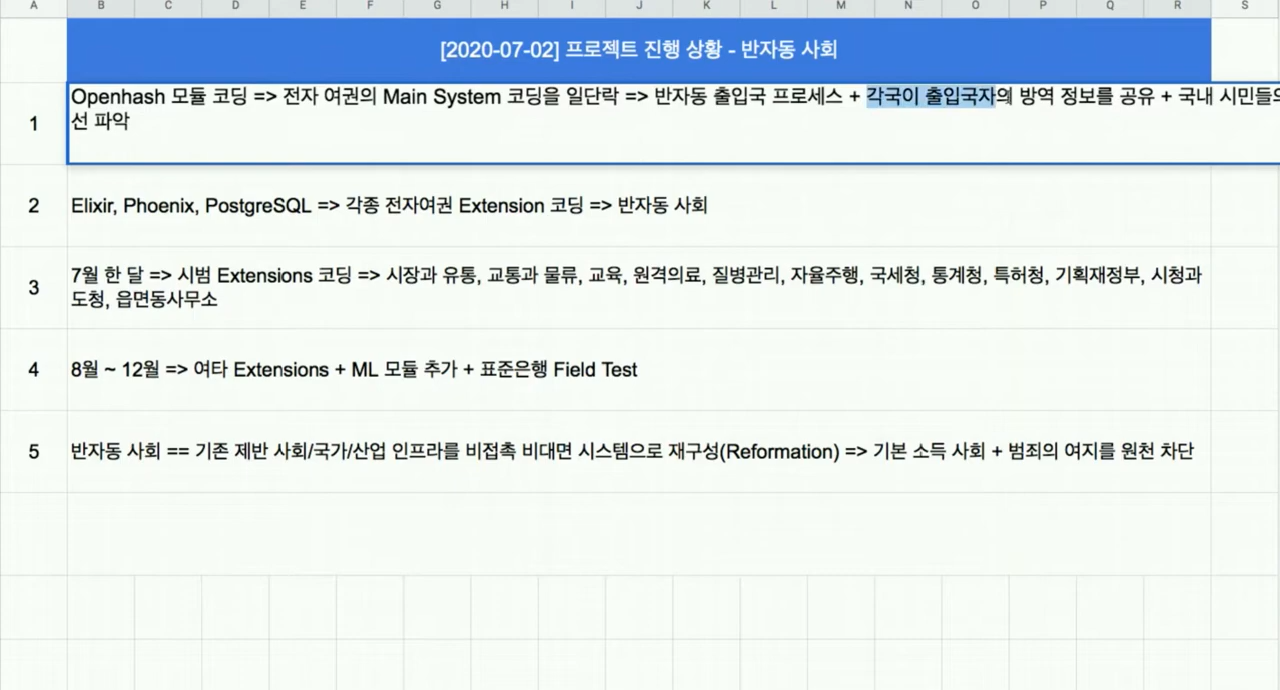 A B C D E F G H I J K L M N O P Q R S
[2020-07-02] 프로젝트 진행 상황 - 반자동 사회
1 Openhash 모듈 코딩 => 전자 여권의 Main System 코딩을 일단락 => 반자동 출입국 프로세스 + 각국이 출입국자의 방역 정보를 공유 + 국내 시민들의
선 파악
2 Elixir, Phoenix, PostgreSQL => 각종 전자여권 Extension 코딩 => 반자동 사회
3 7월 한 달 => 시범 Extensions 코딩 => 시장과 유통, 교통과 물류, 교육, 원격의료, 질병관리, 자율주행, 국세청, 통계청, 특허청, 기획재정부, 시청과
도청, 읍면동사무소
4 8월 ~ 12월 => 여타 Extensions + ML 모듈 추가 + 표준은행 Field Test
5 반자동 사회 == 기존 제반 사회/국가/산업 인프라를 비접촉 비대면 시스템으로 재구성(Reformation) => 기본 소득 사회 + 범죄의 여지를 원천 차단